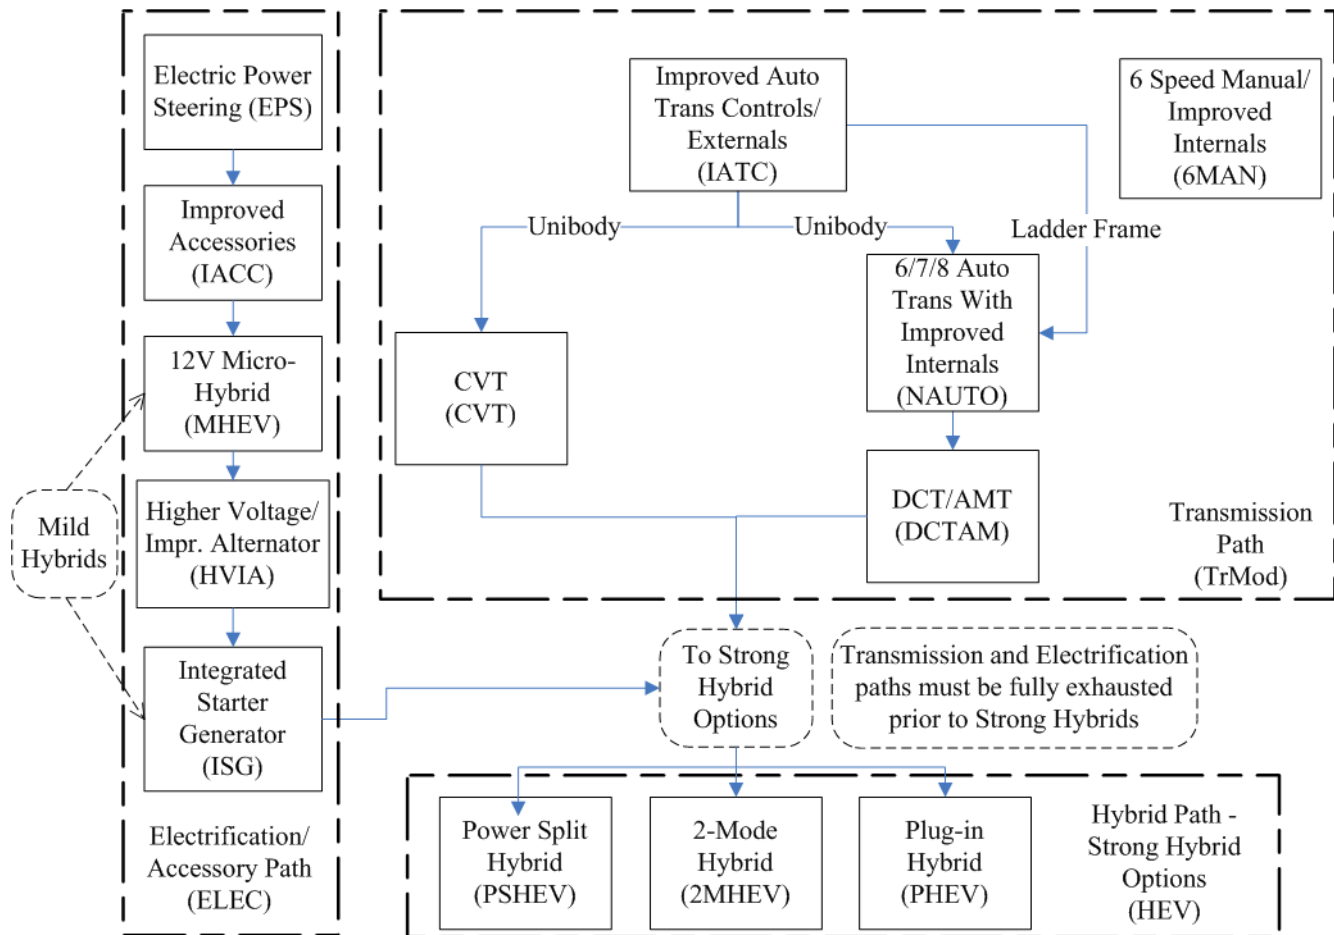 Electric Power
Steering (EPS)
Improved
Accessories
(IACC)
12V Micro-
Hybrid
(MHEV)
Higher Voltage/
Impr. Alternator
(HVIA)
Integrated
Starter
Generator
(ISG)
Electrification/
Accessory Path
(ELEC)
Mild
Hybrids
Improved Auto
Trans Controls/
Externals
(IATC)
6 Speed Manual/
Improved
Internals
(6MAN)
Unibody
Unibody
Ladder Frame
6/7/8 Auto
Trans With
Improved
Internals
(NAUTO)
CVT
(CVT)
DCT/AMT
(DCTAM)
Transmission
Path
(TrMod)
To Strong
Hybrid
Options
Transmission and Electrification
paths must be fully exhausted
prior to Strong Hybrids
Power Split
Hybrid
(PSHEV)
2-Mode
Hybrid
(2MHEV)
Plug-in
Hybrid
(PHEV)
Hybrid Path -
Strong Hybrid
Options
(HEV)